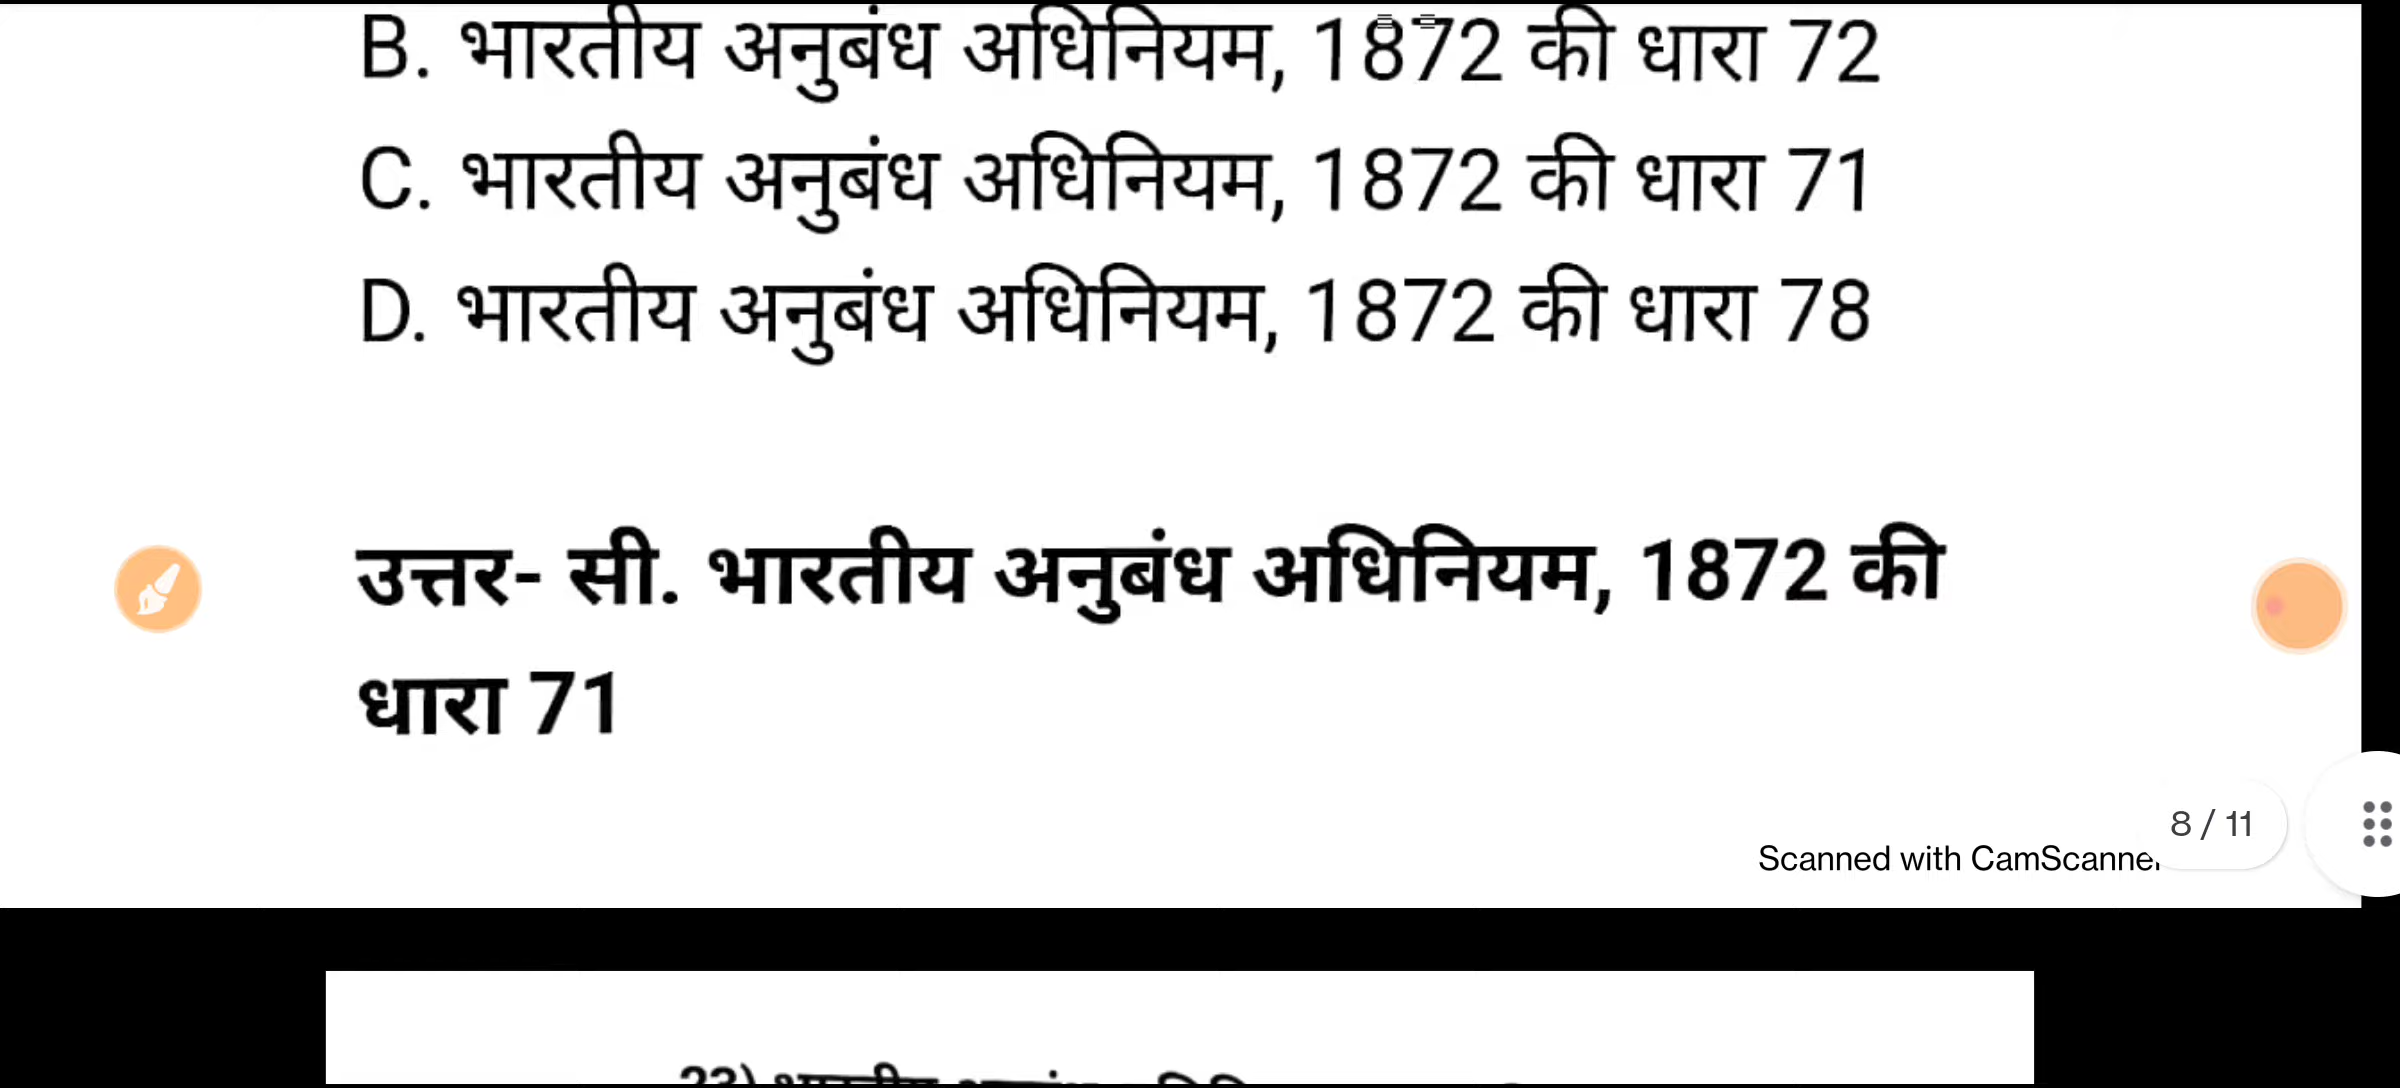 B. भारतीय अनुबंध अधिनियम, 1872 की धारा 72
C. भारतीय अनुबंध अधिनियम, 1872 की धारा 71
D. भारतीय अनुबंध अधिनियम, 1872 की धारा 78
उत्तर- सी. भारतीय अनुबंध अधिनियम, 1872 की
धारा 71
8 / 11
Scanned with CamScanner